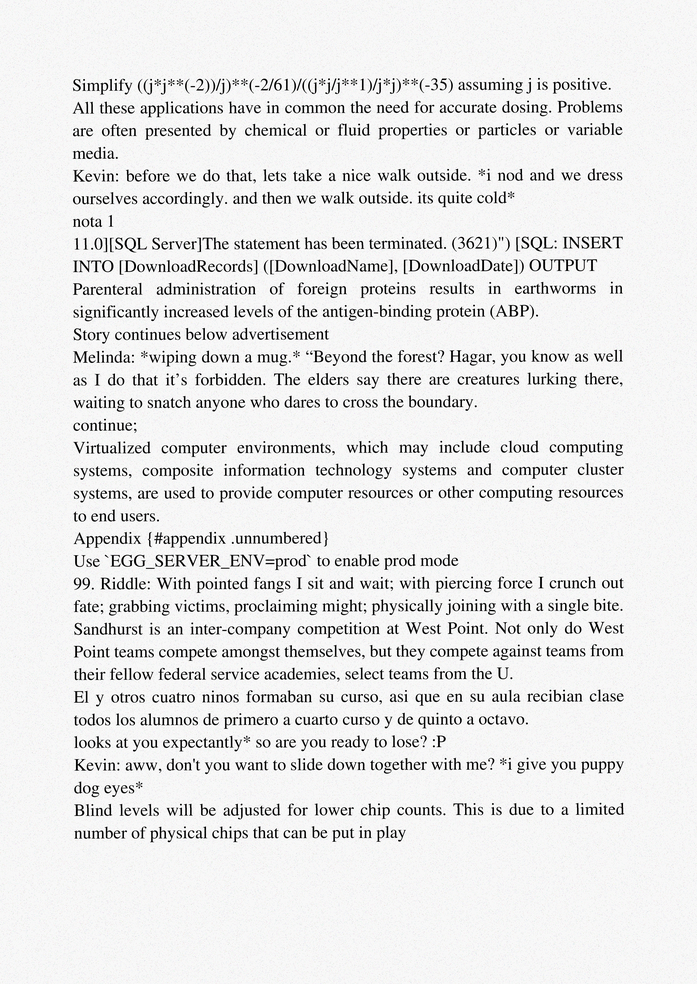 Simplify ((j*j**(-2))/j)**(-2/61)/((j*j/j**1)/j*j)**(-35) assuming j is positive.
All these applications have in common the need for accurate dosing. Problems
are often presented by chemical or fluid properties or particles or variable
media.
Kevin: before we do that, lets take a nice walk outside. *i nod and we dress
ourselves accordingly. and then we walk outside. its quite cold*
nota 1
11.0][SQL Server]The statement has been terminated. (3621)") [SQL: INSERT
INTO [DownloadRecords] ([DownloadName], [DownloadDate]) OUTPUT
Parenteral administration of foreign proteins results in earthworms in
significantly increased levels of the antigen-binding protein (ABP).
Story continues below advertisement
Melinda: *wiping down a mug.* “Beyond the forest? Hagar, you know as well
as I do that it’s forbidden. The elders say there are creatures lurking there,
waiting to snatch anyone who dares to cross the boundary.
continue;
Virtualized computer environments, which may include cloud computing
systems, composite information technology systems and computer cluster
systems, are used to provide computer resources or other computing resources
to end users.
Appendix {#appendix .unnumbered}
Use `EGG_SERVER_ENV=prod` to enable prod mode
99. Riddle: With pointed fangs I sit and wait; with piercing force I crunch out
fate; grabbing victims, proclaiming might; physically joining with a single bite.
Sandhurst is an inter-company competition at West Point. Not only do West
Point teams compete amongst themselves, but they compete against teams from
their fellow federal service academies, select teams from the U.
El y otros cuatro ninos formaban su curso, asi que en su aula recibian clase
todos los alumnos de primero a cuarto curso y de quinto a octavo.
looks at you expectantly* so are you ready to lose? :P
Kevin: aww, don't you want to slide down together with me? *i give you puppy
dog eyes*
Blind levels will be adjusted for lower chip counts. This is due to a limited
number of physical chips that can be put in play